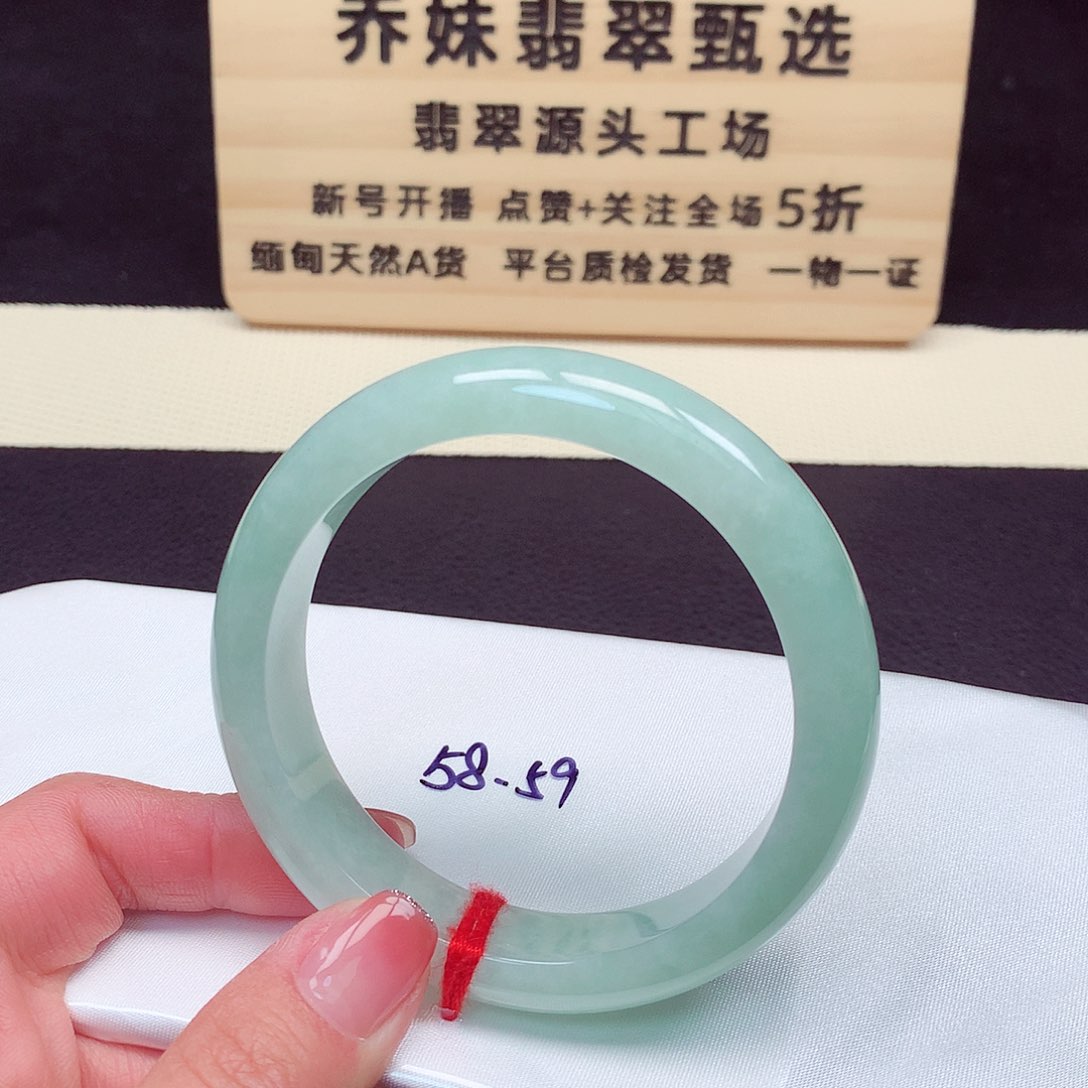 乔妹翡翠甄选
翡翠源头工场
新号开播 点赞+关注全场5折
缅甸天然A货 平台质检发货 一物一证
58-59